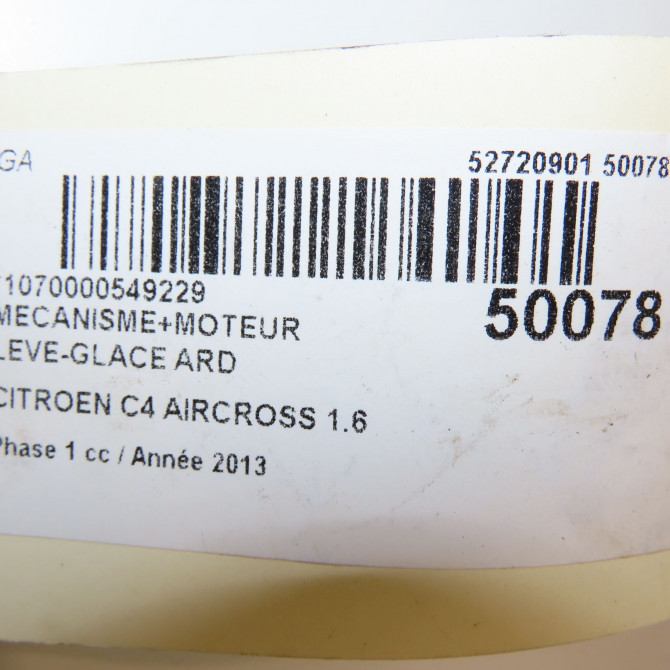 GA
52720901 50078
1070000549229
50078
MECANISME+MOTEUR
LEVE-GLACE ARD
CITROEN C4 AIRCROSS 1.6
Phase 1 cc / Année 2013